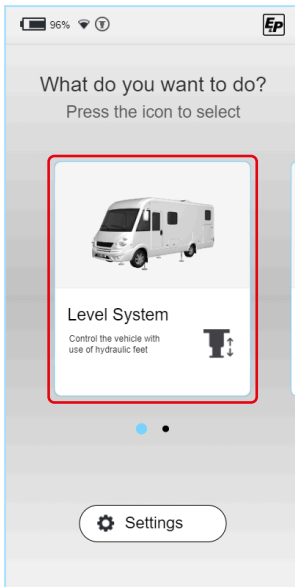 96%
EP
What do you want to do?
Press the icon to select
Level System
Control the vehicle with
use of hydraulic feet
Settings